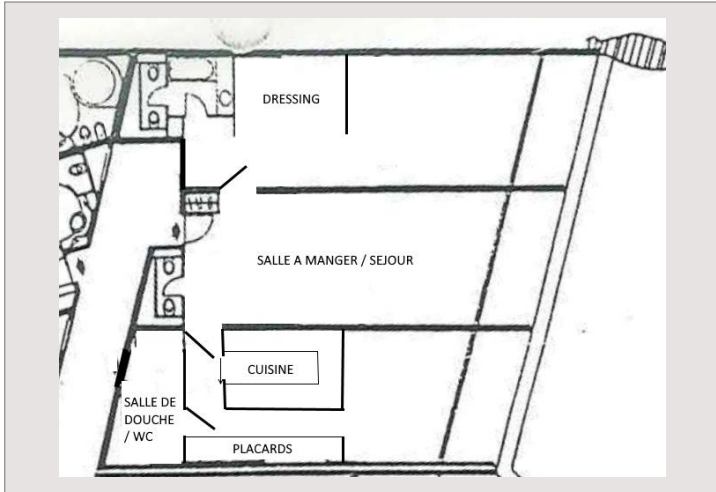 DRESSING
SALLE A MANGER / SEJOUR
CUISINE
SALLE DE
DOUCHE
/ WC
PLACARDS